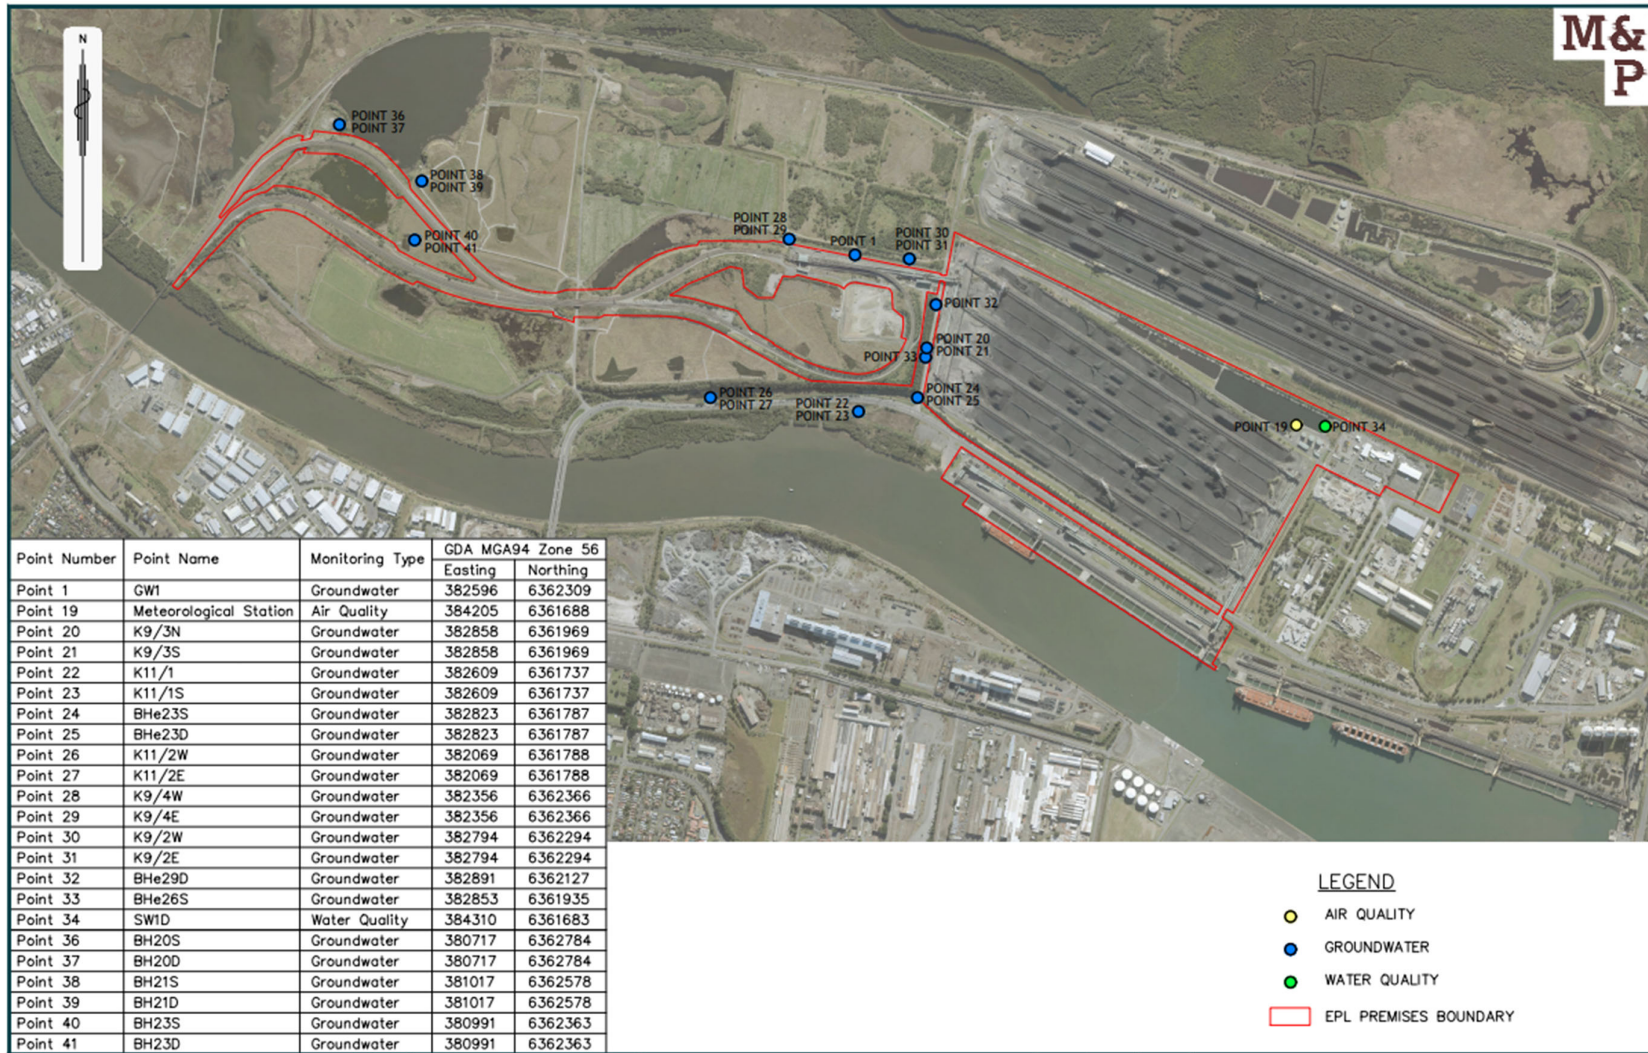 M&
P
N
POINT 36
POINT 37
POINT 38
POINT 39
POINT 40
POINT 41
POINT 28
POINT 29
POINT 1
POINT 30
POINT 31
POINT 32
POINT 20
POINT 33
POINT 21
POINT 26
POINT 27
POINT 22
POINT 23
POINT 24
POINT 25
POINT 19
POINT 34
Point Number Point Name Monitoring Type GDA MGA94 Zone 56
Easting Northing
Point 1 GW1 Groundwater 382596 6362309
Point 19 Meteorological Station Air Quality 384205 6361688
Point 20 K9/3N Groundwater 382858 6361969
Point 21 K9/3S Groundwater 382858 6361969
Point 22 K11/1 Groundwater 382609 6361737
Point 23 K11/1S Groundwater 382609 6361737
Point 24 BHe23S Groundwater 382823 6361787
Point 25 BHe23D Groundwater 382823 6361787
Point 26 K11/2W Groundwater 382069 6361788
Point 27 K11/2E Groundwater 382069 6361788
Point 28 K9/4W Groundwater 382356 6362366
Point 29 K9/4E Groundwater 382356 6362366
Point 30 K9/2W Groundwater 382794 6362294
Point 31 K9/2E Groundwater 382794 6362294
Point 32 BHe29D Groundwater 382891 6362127
Point 33 BHe26S Groundwater 382853 6361935
Point 34 SW1D Water Quality 384310 6361683
Point 36 BH20S Groundwater 380717 6362784
Point 37 BH20D Groundwater 380717 6362784
Point 38 BH21S Groundwater 381017 6362578
Point 39 BH21D Groundwater 381017 6362578
Point 40 BH23S Groundwater 380991 6362363
Point 41 BH23D Groundwater 380991 6362363
LEGEND
AIR QUALITY
GROUNDWATER
WATER QUALITY
EPL PREMISES BOUNDARY